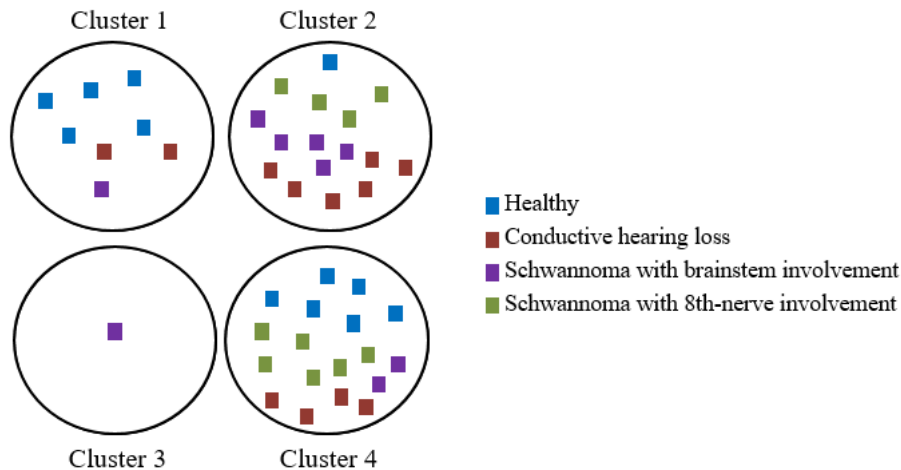 Cluster 1
Cluster 2
Healthy
Conductive hearing loss
Schwannoma with brainstem involvement
Schwannoma with 8th-nerve involvement
Cluster 3
Cluster 4